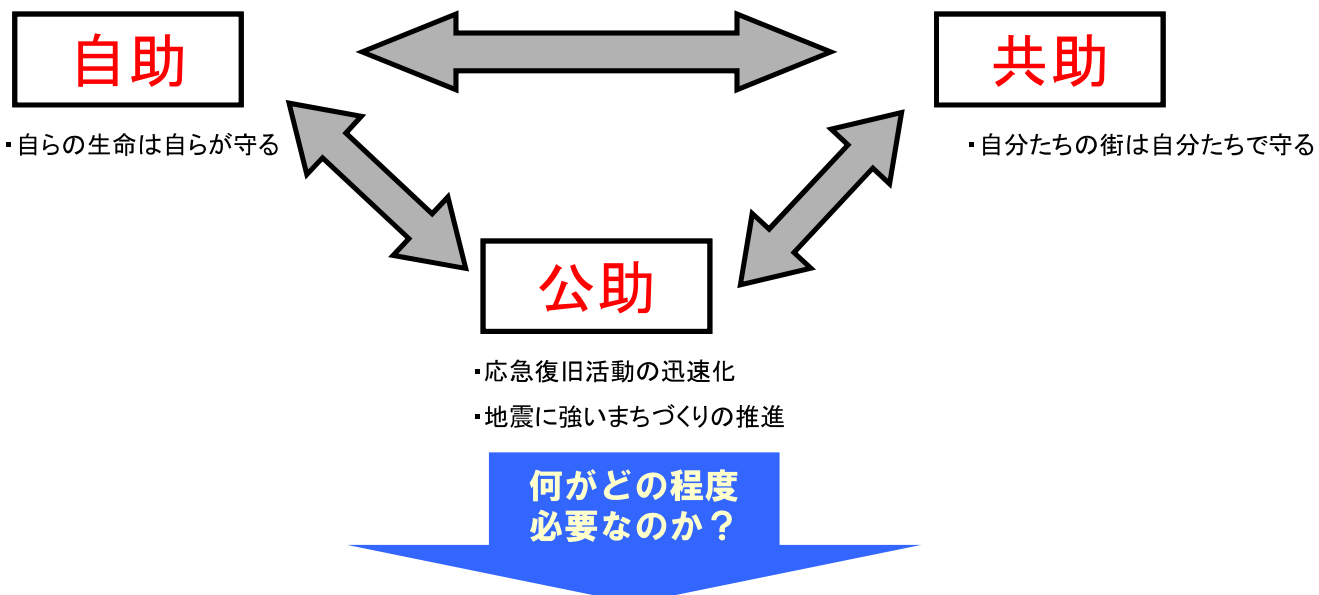 自助
共助
・自らの生命は自らが守る
・自分たちの街は自分たちで守る
公助
・応急復旧活動の迅速化
・地震に強いまちづくりの推進
何がどの程度
必要なのか？